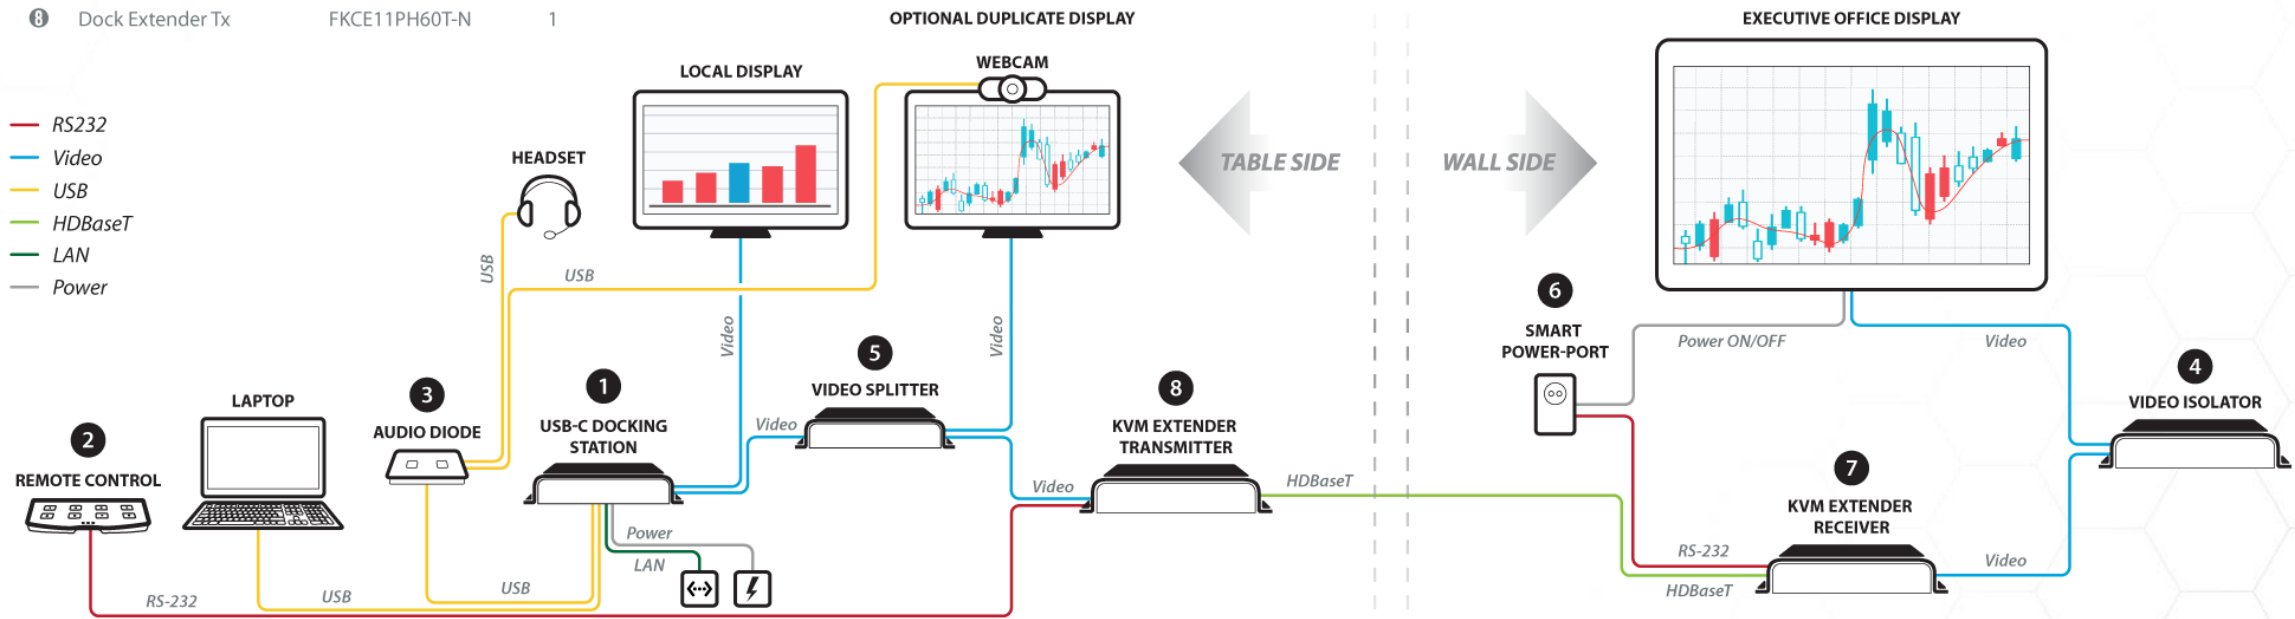 8 Dock Extender Tx FKCE11PH60T-N 1
OPTIONAL DUPLICATE DISPLAY
EXECUTIVE OFFICE DISPLAY
WEBCAM
LOCAL DISPLAY
RS232
Video
USB
HDBaseT
LAN
Power
HEADSET
TABLE SIDE
WALL SIDE
USB
USB
Video
Video
6
SMART
POWER-PORT
Power ON/OFF
Video
5
VIDEO SPLITTER
4
VIDEO ISOLATOR
8
KVM EXTENDER
TRANSMITTER
1
USB-C DOCKING
STATION
3
AUDIO DIODE
LAPTOP
2
REMOTE CONTROL
Video
Video
HDBaseT
7
KVM EXTENDER
RECEIVER
Power
LAN
RS-232
HDBaseT
Video
USB
USB
RS-232